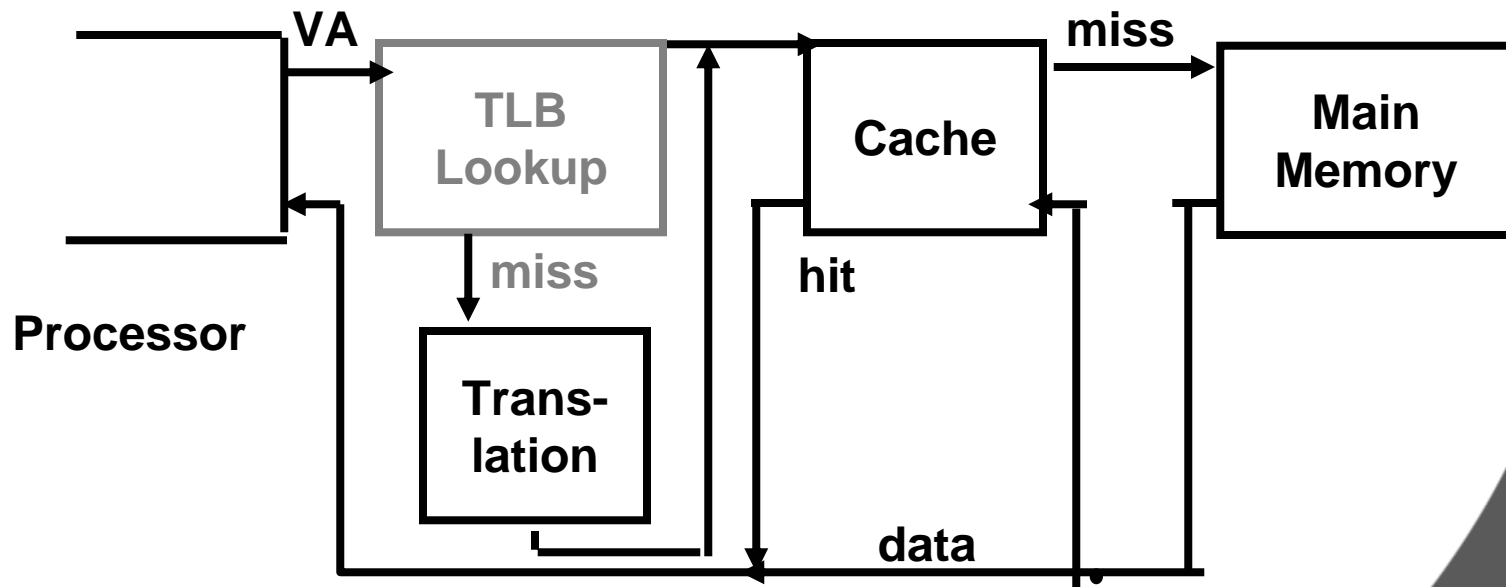 VA
miss
TLB
Lookup
Cache
Main
Memory
miss
hit
Processor
Trans-
lation
data